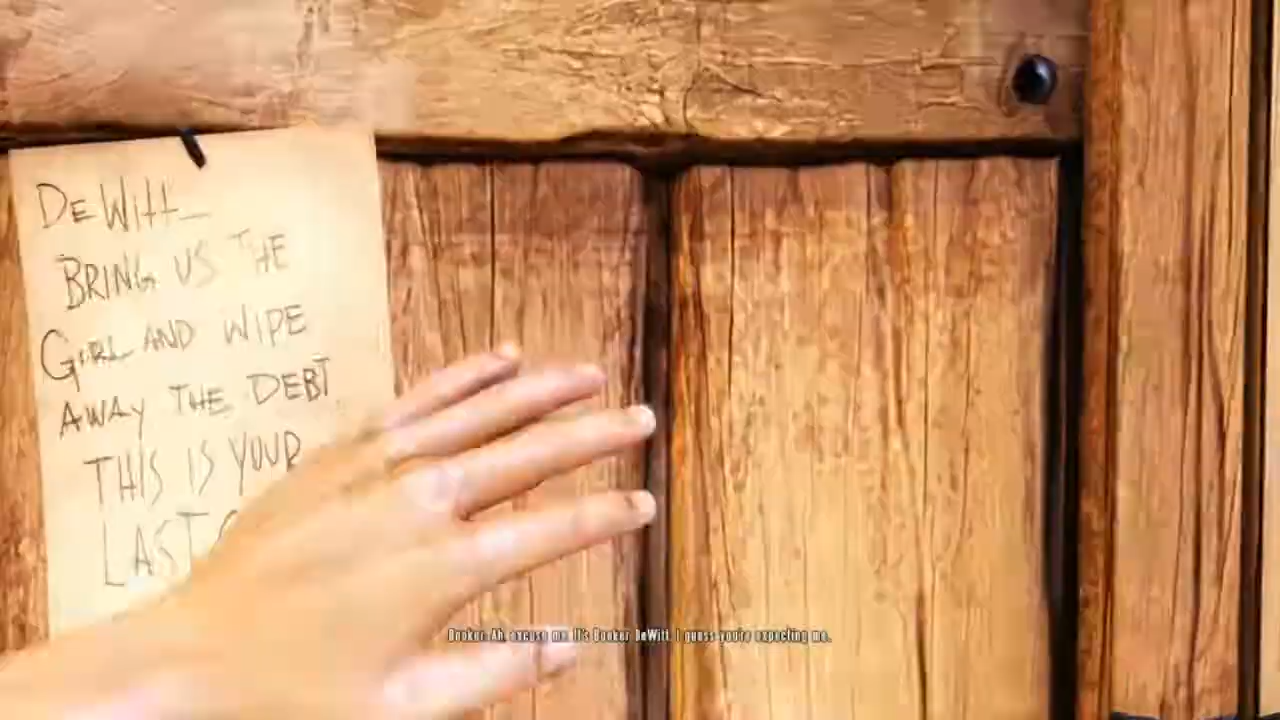 DeWitt—
BRING US THE
GIRL AND WIPE
AWAY THE DEBT
THIS IS YOUR
LAST
Booker: Ah, excuse me. It's Booker DeWitt. I guess you're expecting me.